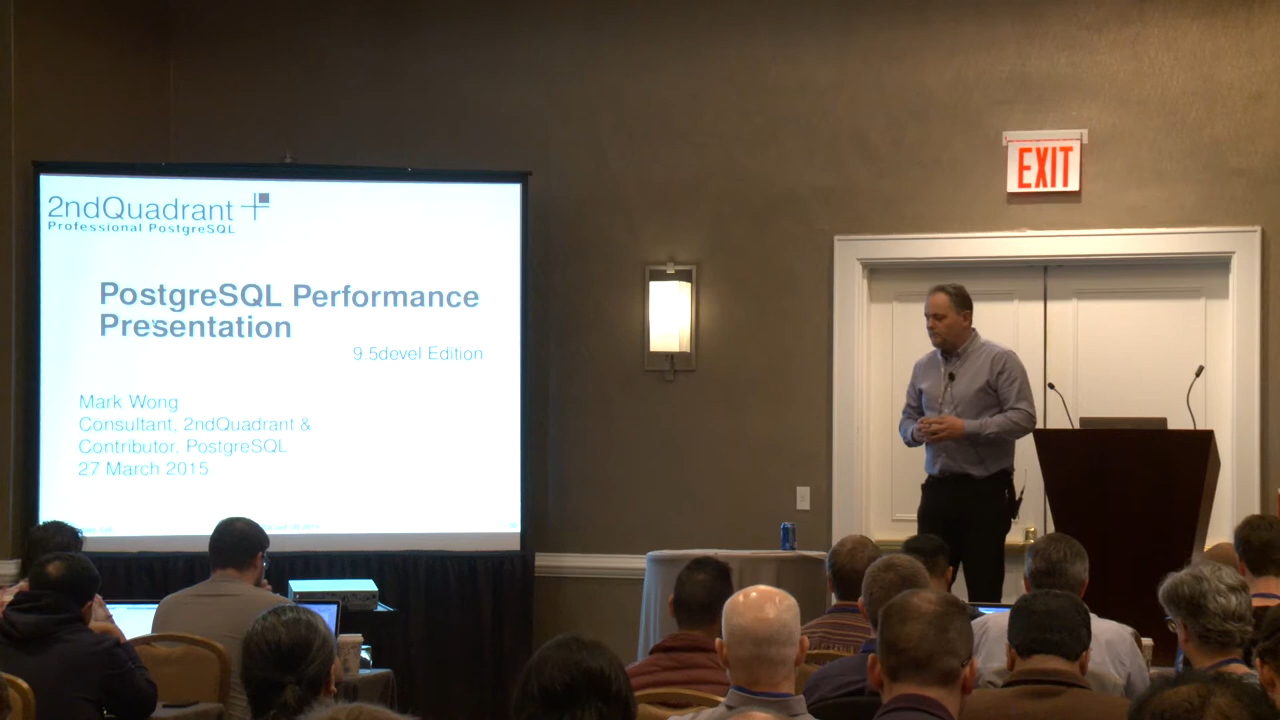 2ndQuadrant
Professional PostgreSQL
PostgreSQL Performance
Presentation
9.5devel Edition
Mark Wong
Consultant, 2ndQuadrant &
Contributor, PostgreSQL
27 March 2015
EXIT